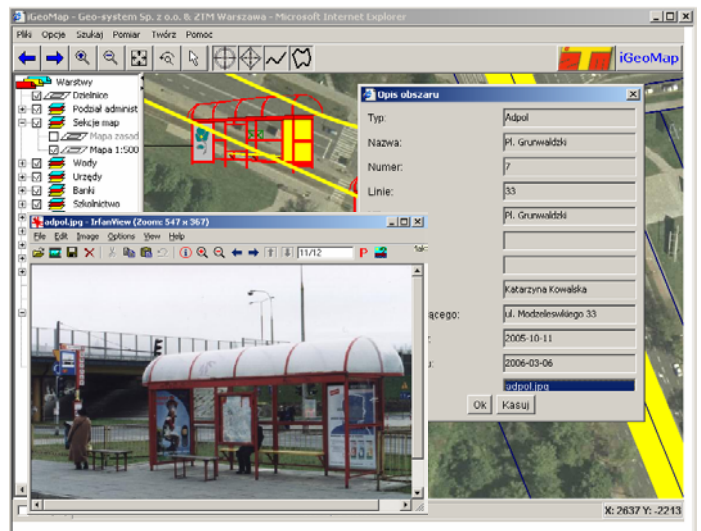 iGeoMap - Geo-system Sp. z o.o. & ZTM Warszawa - Microsoft Internet Explorer
Pliki Opcje Szukaj Pomiar Twórz Pomoc
ZTM iGeoMap
Warstwy
Dzielnice
Podział administ
Sekcje map
Mapa zasad
Mapa 1:500
Wody
Urzędy
Banki
Szkolnictwo
Opis obszaru
Typ: Adpol
Nazwa: Pl. Grunwaldzki
Numer: 7
Linie: 33
Pl. Grunwaldzki
Katarzyna Kowalska
ącego: ul. Modzeleswkiego 33
2005-10-11
2006-03-06
adpol.jpg
Ok Kasuj
adpol.jpg - IrfanView (Zoom: 547 x 367)
File Edit Image Options View Help
11/12
X: 2637 Y: -2213